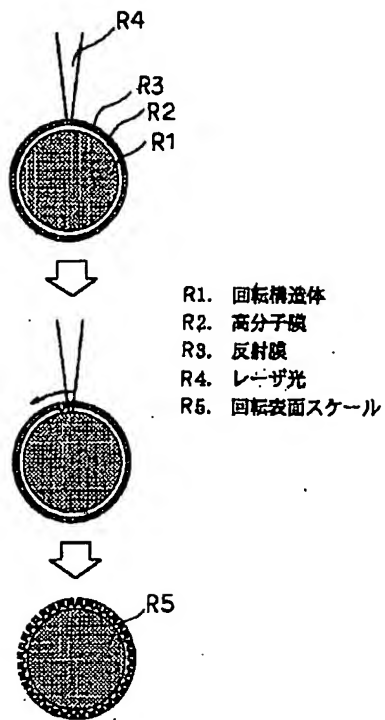 R4
R3
R2
R1
R1. 回転構造体
R2. 高分子膜
R3. 反射膜
R4. レーザ光
R5. 回転表面スケール
R5